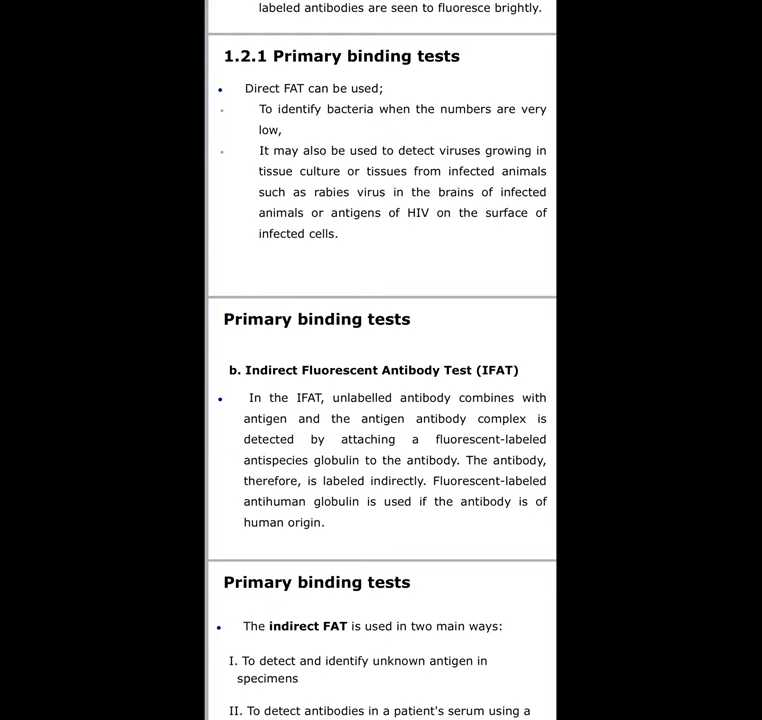 labeled antibodies are seen to fluoresce brightly.
1.2.1 Primary binding tests
• Direct FAT can be used;
• To identify bacteria when the numbers are very
low,
• It may also be used to detect viruses growing in
tissue culture or tissues from infected animals
such as rabies virus in the brains of infected
animals or antigens of HIV on the surface of
infected cells.
Primary binding tests
b. Indirect Fluorescent Antibody Test (IFAT)
• In the IFAT, unlabelled antibody combines with
antigen and the antigen antibody complex is
detected by attaching a fluorescent-labeled
antispecies globulin to the antibody. The antibody,
therefore, is labeled indirectly. Fluorescent-labeled
antihuman globulin is used if the antibody is of
human origin.
Primary binding tests
• The indirect FAT is used in two main ways:
I. To detect and identify unknown antigen in
specimens
II. To detect antibodies in a patient's serum using a